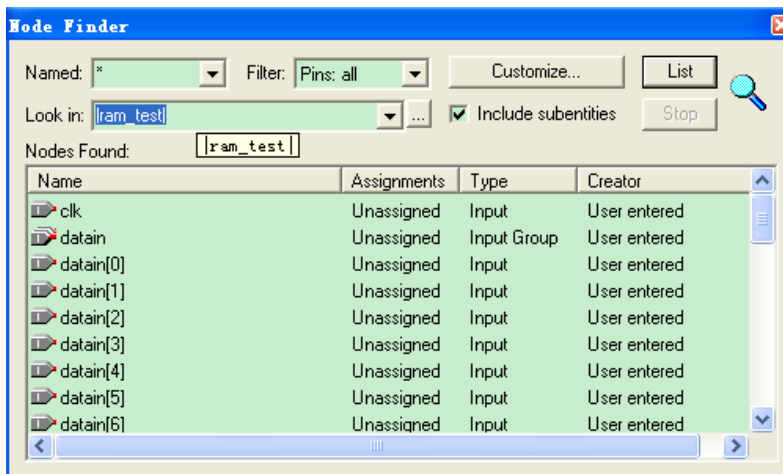 Node Finder
Named: * Filter: Pins: all Customize... List
Look in: |ram_test| ... Include subentities Stop
Nodes Found: |ram_test|
Name Assignments Type Creator
clk Unassigned Input User entered
datain Unassigned Input Group User entered
datain[0] Unassigned Input User entered
datain[1] Unassigned Input User entered
datain[2] Unassigned Input User entered
datain[3] Unassigned Input User entered
datain[4] Unassigned Input User entered
datain[5] Unassigned Input User entered
datain[6] Unassigned Input User entered